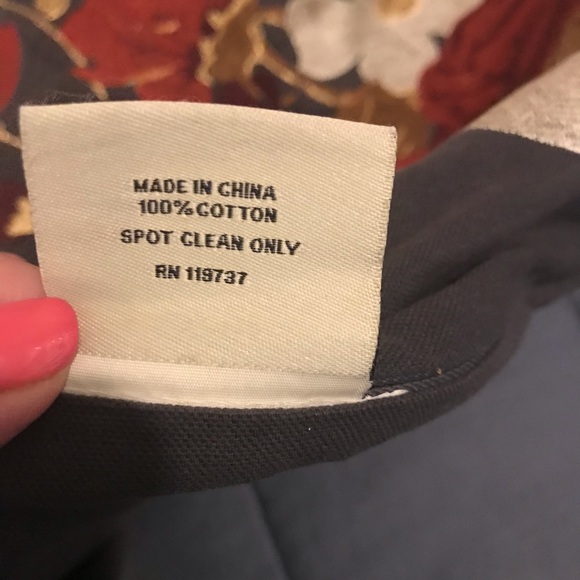 MADE IN CHINA
100% COTTON
SPOT CLEAN ONLY
RN 119737